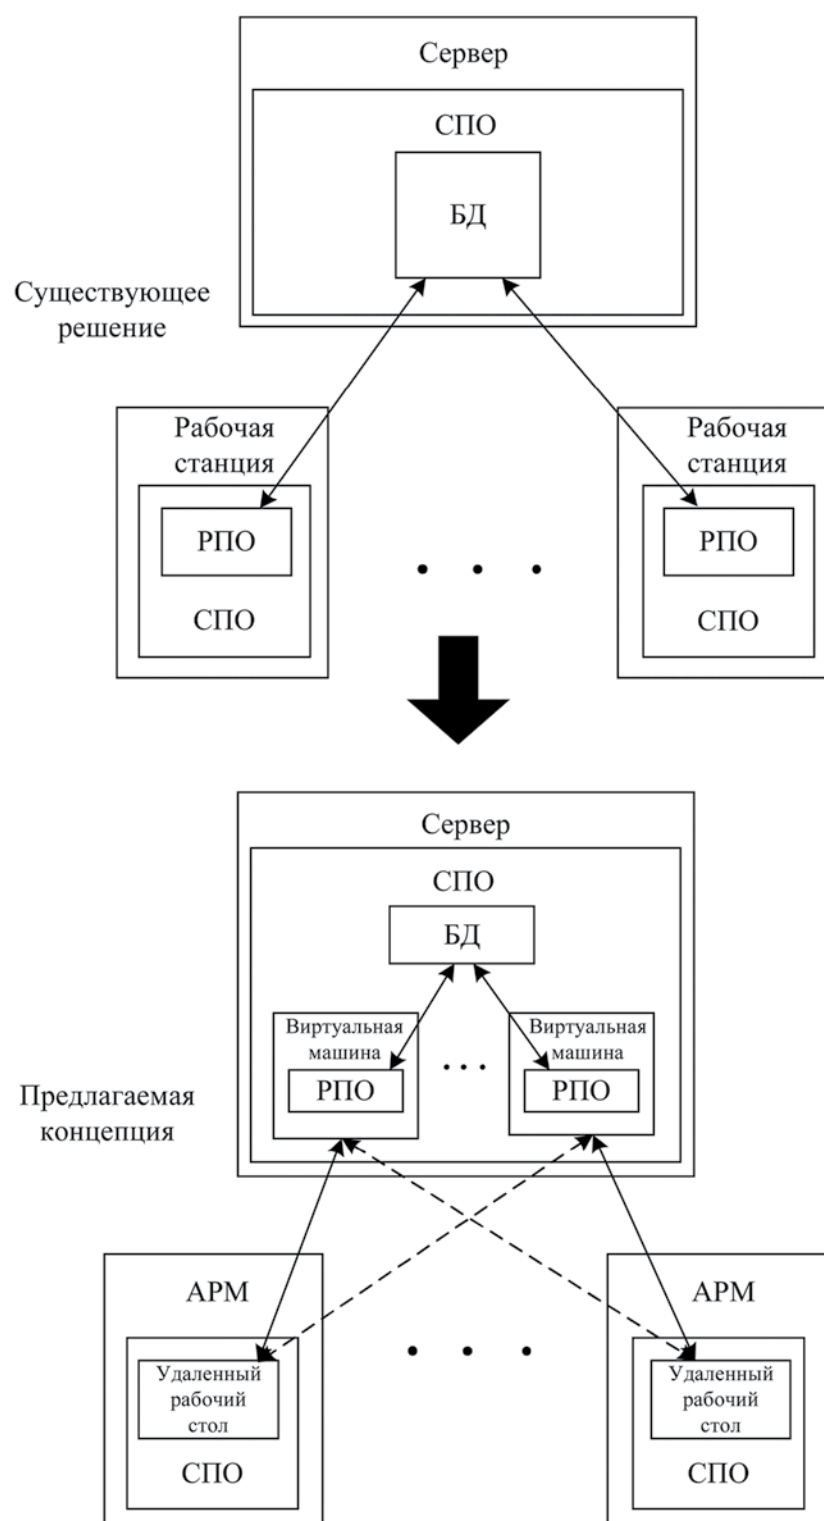 Сервер
СПО
БД
Существующее
решение
Рабочая
станция
РПО
СПО
Рабочая
станция
РПО
СПО
Сервер
СПО
БД
Виртуальная
машина
РПО
Виртуальная
машина
РПО
Предлагаемая
концепция
АРМ
Удаленный
рабочий
стол
СПО
АРМ
Удаленный
рабочий
стол
СПО